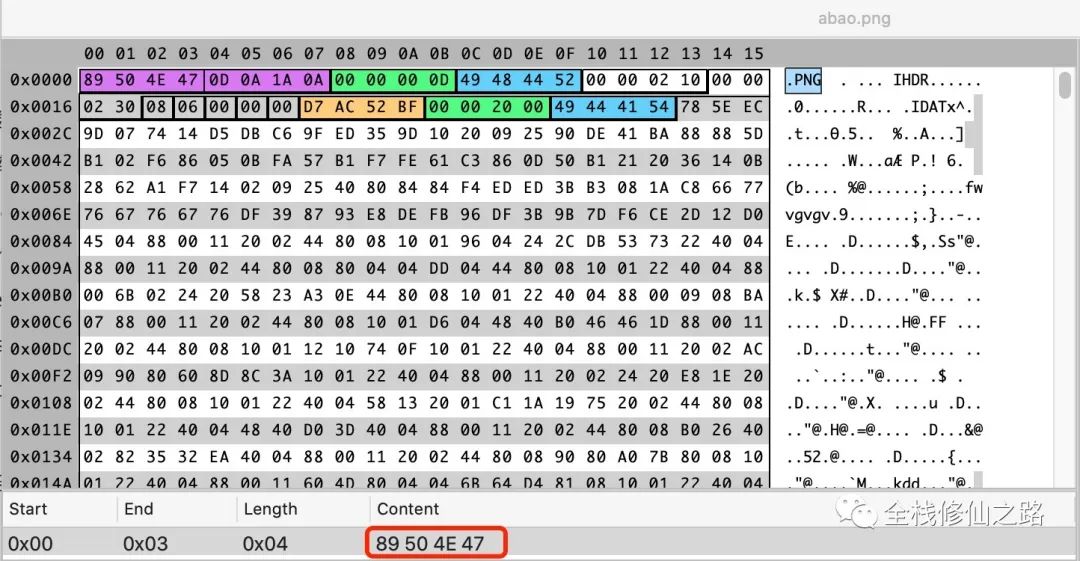 abao.png
00 01 02 03 04 05 06 07 08 09 0A 0B 0C 0D 0E 0F 10 11 12 13 14 15
0x0000 89 50 4E 47 0D 0A 1A 0A 00 00 00 0D 49 48 44 52 00 00 02 10 00 00 .PNG . ... IHDR......
0x0016 02 30 08 06 00 00 00 D7 AC 52 BF 00 00 20 00 49 44 41 54 78 5E EC .0......R... .IDATx^.
0x002C 9D 07 74 14 D5 DB C6 9F ED 35 9D 10 20 09 25 90 DE 41 BA 88 88 5D .t...0.5.. %..A...]
0x0042 B1 02 F6 86 05 0B FA 57 B1 F7 FE 61 C3 86 0D 50 B1 21 20 36 14 0B ..... .W...aÆ P.! 6.
0x0058 28 62 A1 F7 14 02 09 25 40 80 84 84 F4 ED ED 3B B3 08 1A C8 66 77 (b.... %@......;....fw
0x006E 76 67 67 67 76 DF 39 87 93 E8 DE FB 96 DF 3B 9B 7D F6 CE 2D 12 D0 vgvgv.9.......;.}..-..
0x0084 45 04 88 00 11 20 02 44 80 08 10 01 96 04 24 2C DB 53 73 22 40 04 E.... .D......$,.Ss"@.
0x009A 88 00 11 20 02 44 80 08 80 04 04 DD 04 44 80 08 10 01 22 40 04 88 ... .D.......D...."@..
0x00B0 00 6B 02 24 20 58 23 A3 0E 44 80 08 10 01 22 40 04 88 00 09 08 BA .k.$ X#..D...."@... ..
0x00C6 07 88 00 11 20 02 44 80 08 10 01 D6 04 48 40 B0 46 46 1D 88 00 11 .... .D......H@.FF ...
0x00DC 20 02 44 80 08 10 01 12 10 74 0F 10 01 22 40 04 88 00 11 20 02 AC .D......t..."@.... ..
0x00F2 09 90 80 60 8D 8C 3A 10 01 22 40 04 88 00 11 20 02 24 20 E8 1E 20 ..`..:.."@.... .$ .
0x0108 02 44 80 08 10 01 22 40 04 58 13 20 01 C1 1A 19 75 20 02 44 80 08 .D...."@.X. ....u .D..
0x011E 10 01 22 40 04 48 40 D0 3D 40 04 88 00 11 20 02 44 80 08 B0 26 40 .."@.H@.=@.... .D...&@
0x0134 02 82 35 32 EA 40 04 88 00 11 20 02 44 80 08 90 80 A0 7B 80 08 10 ..52.@.... .D.....{...
0x014A 01 22 40 04 88 00 11 60 4D 80 04 04 6B 64 D4 81 08 10 01 22 40 04 ."@....`M...kdd..."@.
Start End Length Content
0x00 0x03 0x04 89 50 4E 47
全栈修仙之路